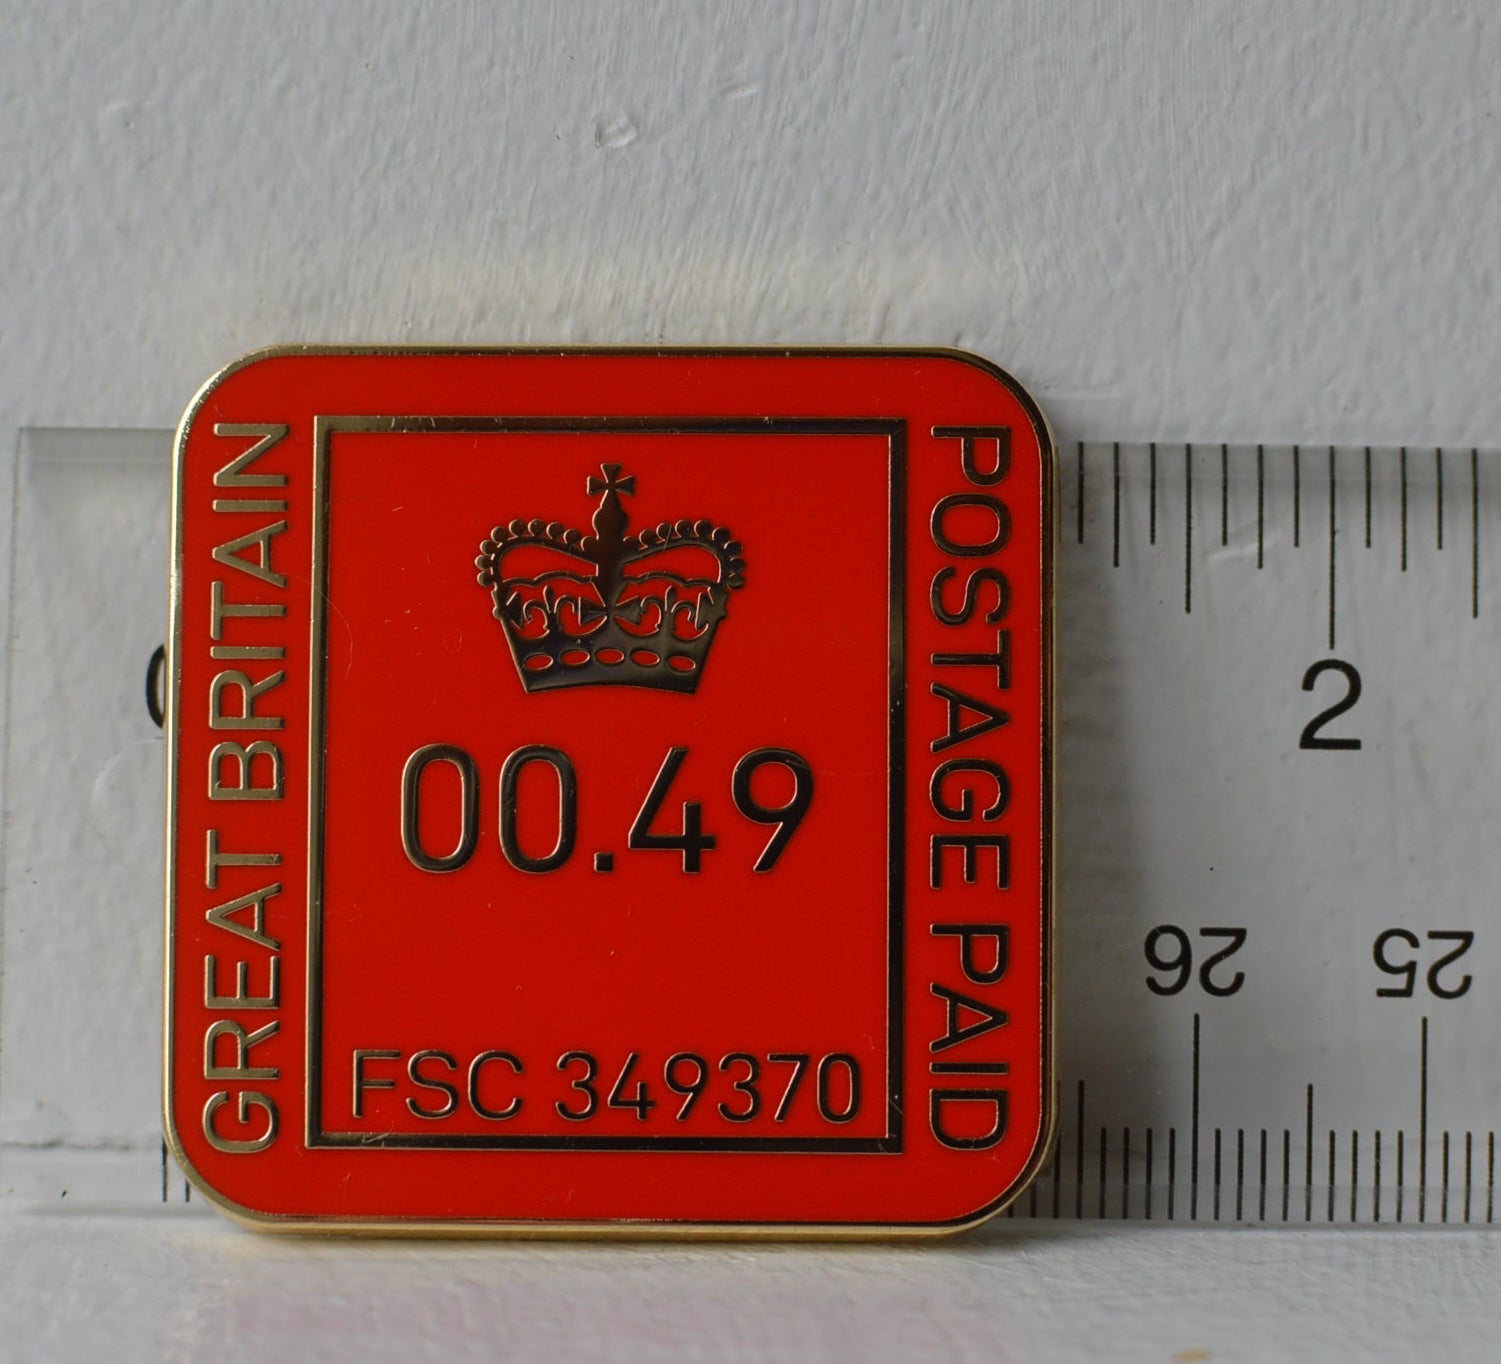 GREAT BRITAIN
00.49
FSC 349370
POSTAGE PAID
2
26 25